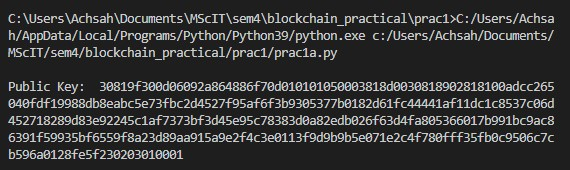 C:\Users\Achsah\Documents\MScIT\sem4\blockchain_practical\prac1>C:/Users/Achsa
h/AppData/Local/Programs/Python/Python39/python.exe c:/Users/Achsah/Documents/
MScIT/sem4/blockchain_practical/prac1/prac1a.py
Public Key:  30819f300d06092a864886f70d010101050003818d0030818902818100adcc265
040fdf19988db8eabc5e73fbc2d4527f95af6f3b9305377b0182d61fc44441af11dc1c8537c06d
452718289d83e92245c1af7373bf3d45e95c78383d0a82edb026f63d4fa805366017b991bc9ac8
6391f59935bf6559f8a23d89aa915a9e2f4c3e0113f9d9b9b5e071e2c4f780fff35fb0c9506c7c
b596a0128fe5f230203010001